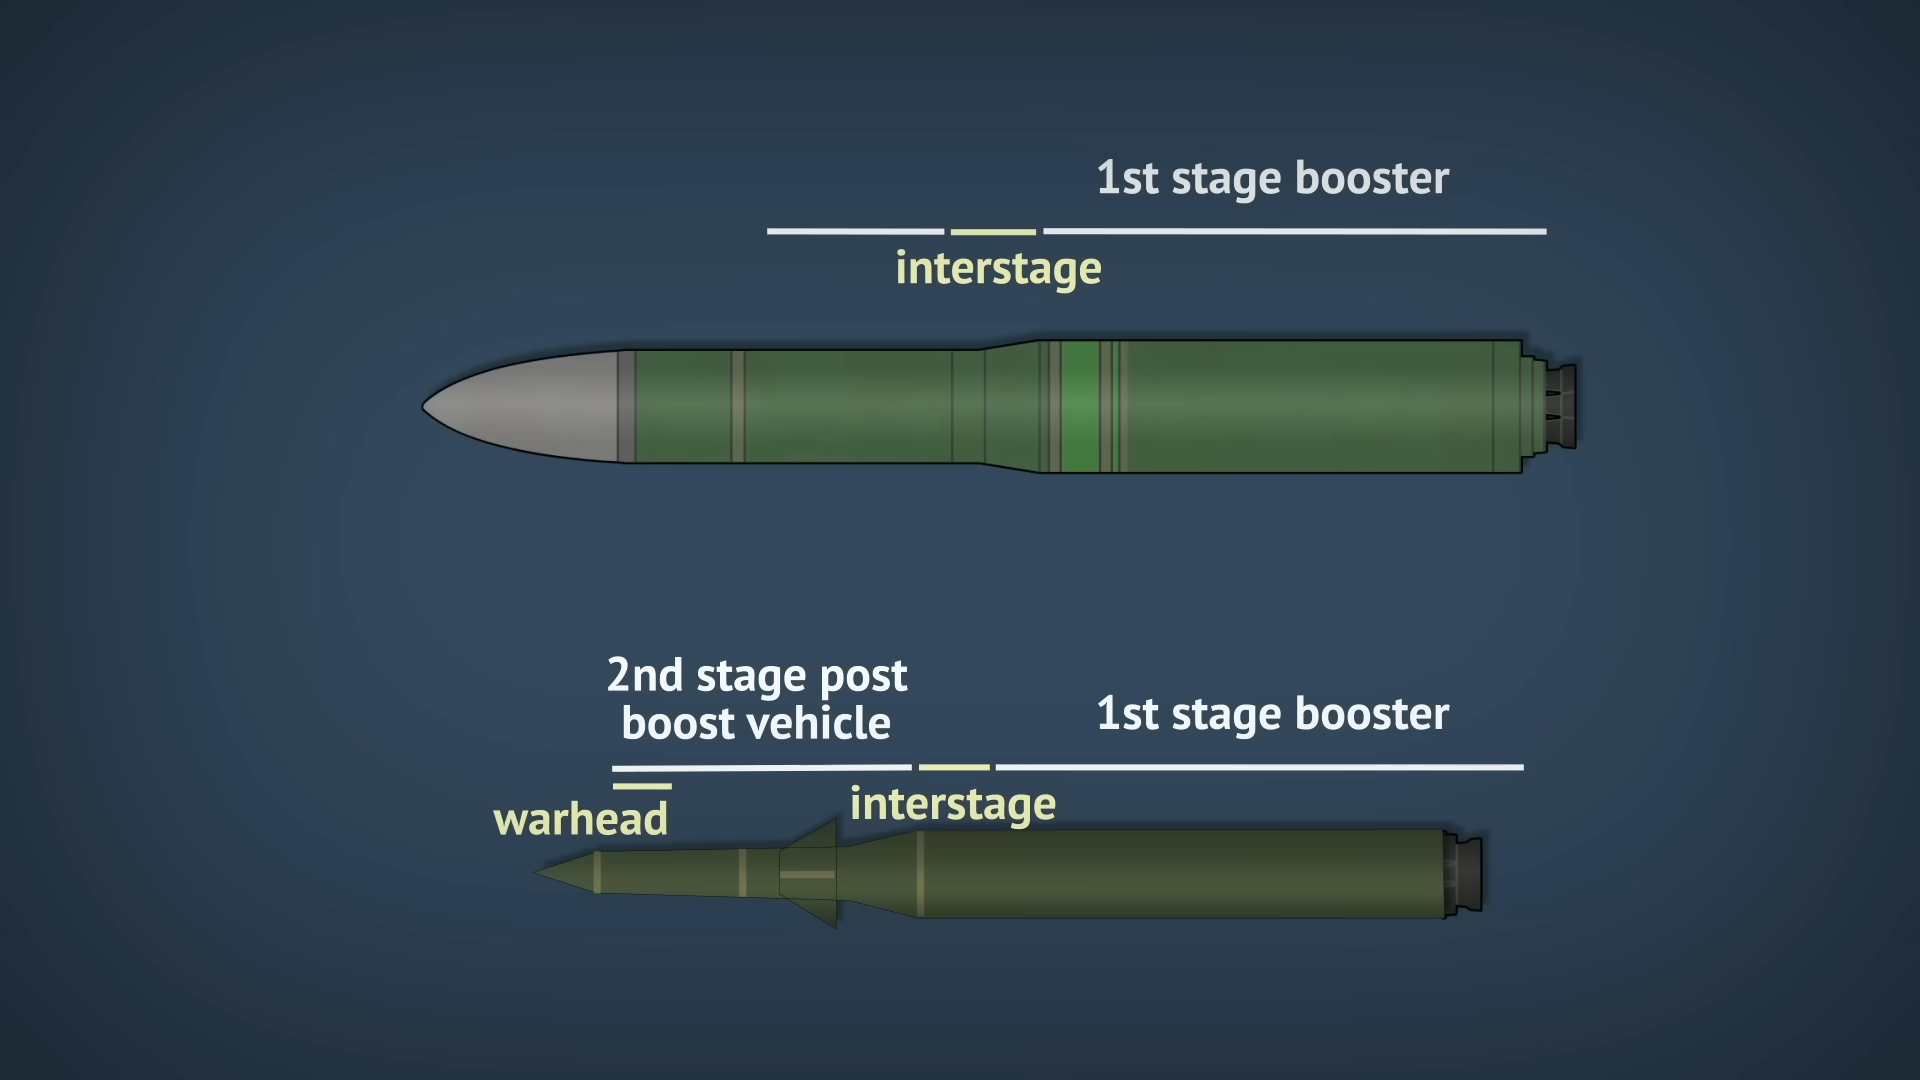 1st stage booster
interstage
2nd stage post
boost vehicle
1st stage booster
warhead
interstage